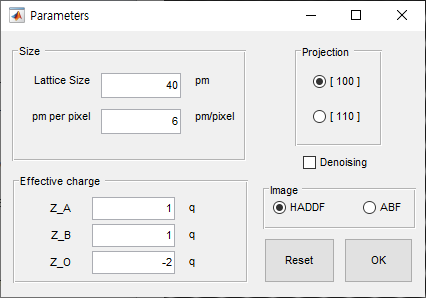 Parameters
Size
Lattice Size 40 pm
pm per pixel 6 pm/pixel
Projection
[ 100 ]
[ 110 ]
Denoising
Effective charge
Z_A 1 q
Z_B 1 q
Z_O -2 q
Image
HADDF ABF
Reset OK